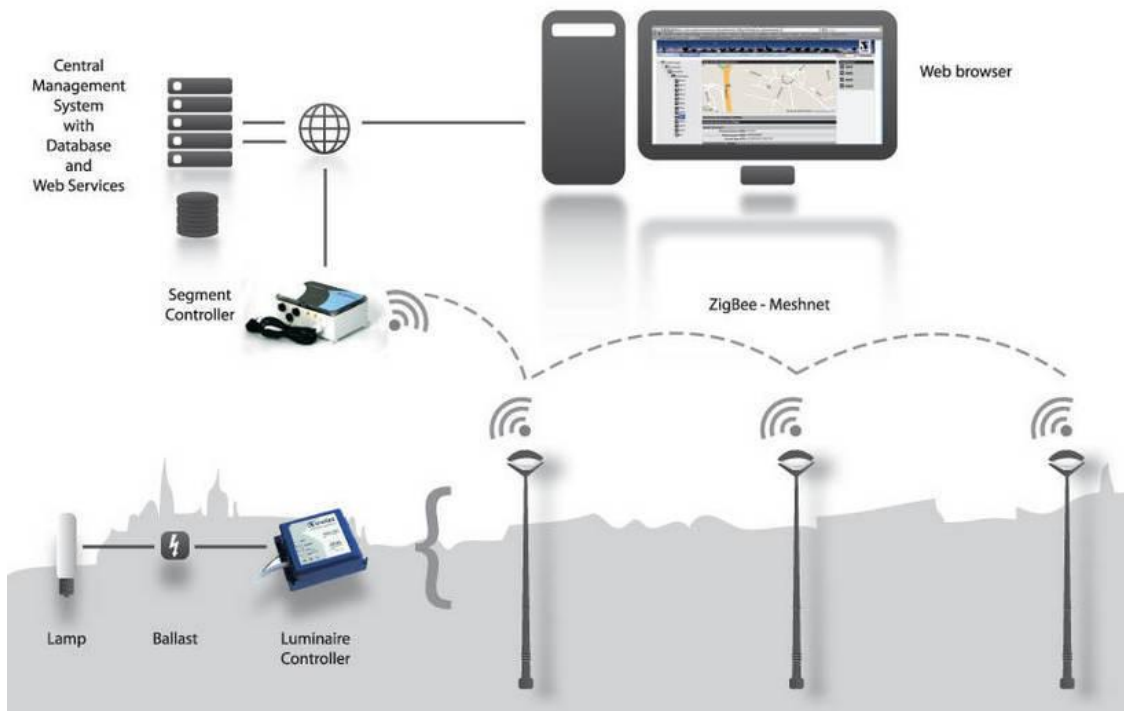 Central
Management
System
with
Database
and
Web Services
Web browser
Segment
Controller
ZigBee - Meshnet
Lamp
Ballast
Luminaire
Controller